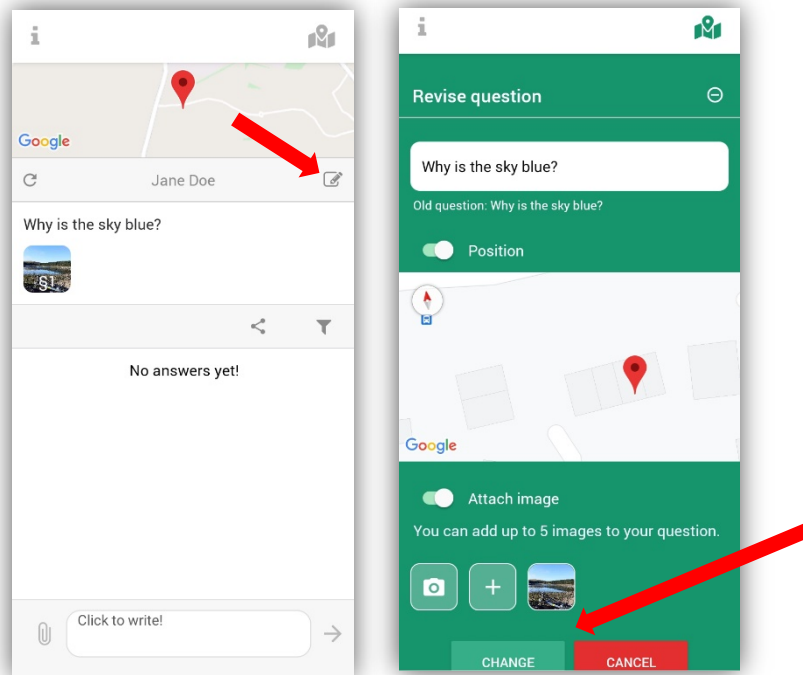 Google
Jane Doe
Why is the sky blue?
§1
No answers yet!
Click to write!
Revise question
Why is the sky blue?
Old question: Why is the sky blue?
Position
Google
Attach image
You can add up to 5 images to your question.
CHANGE
CANCEL